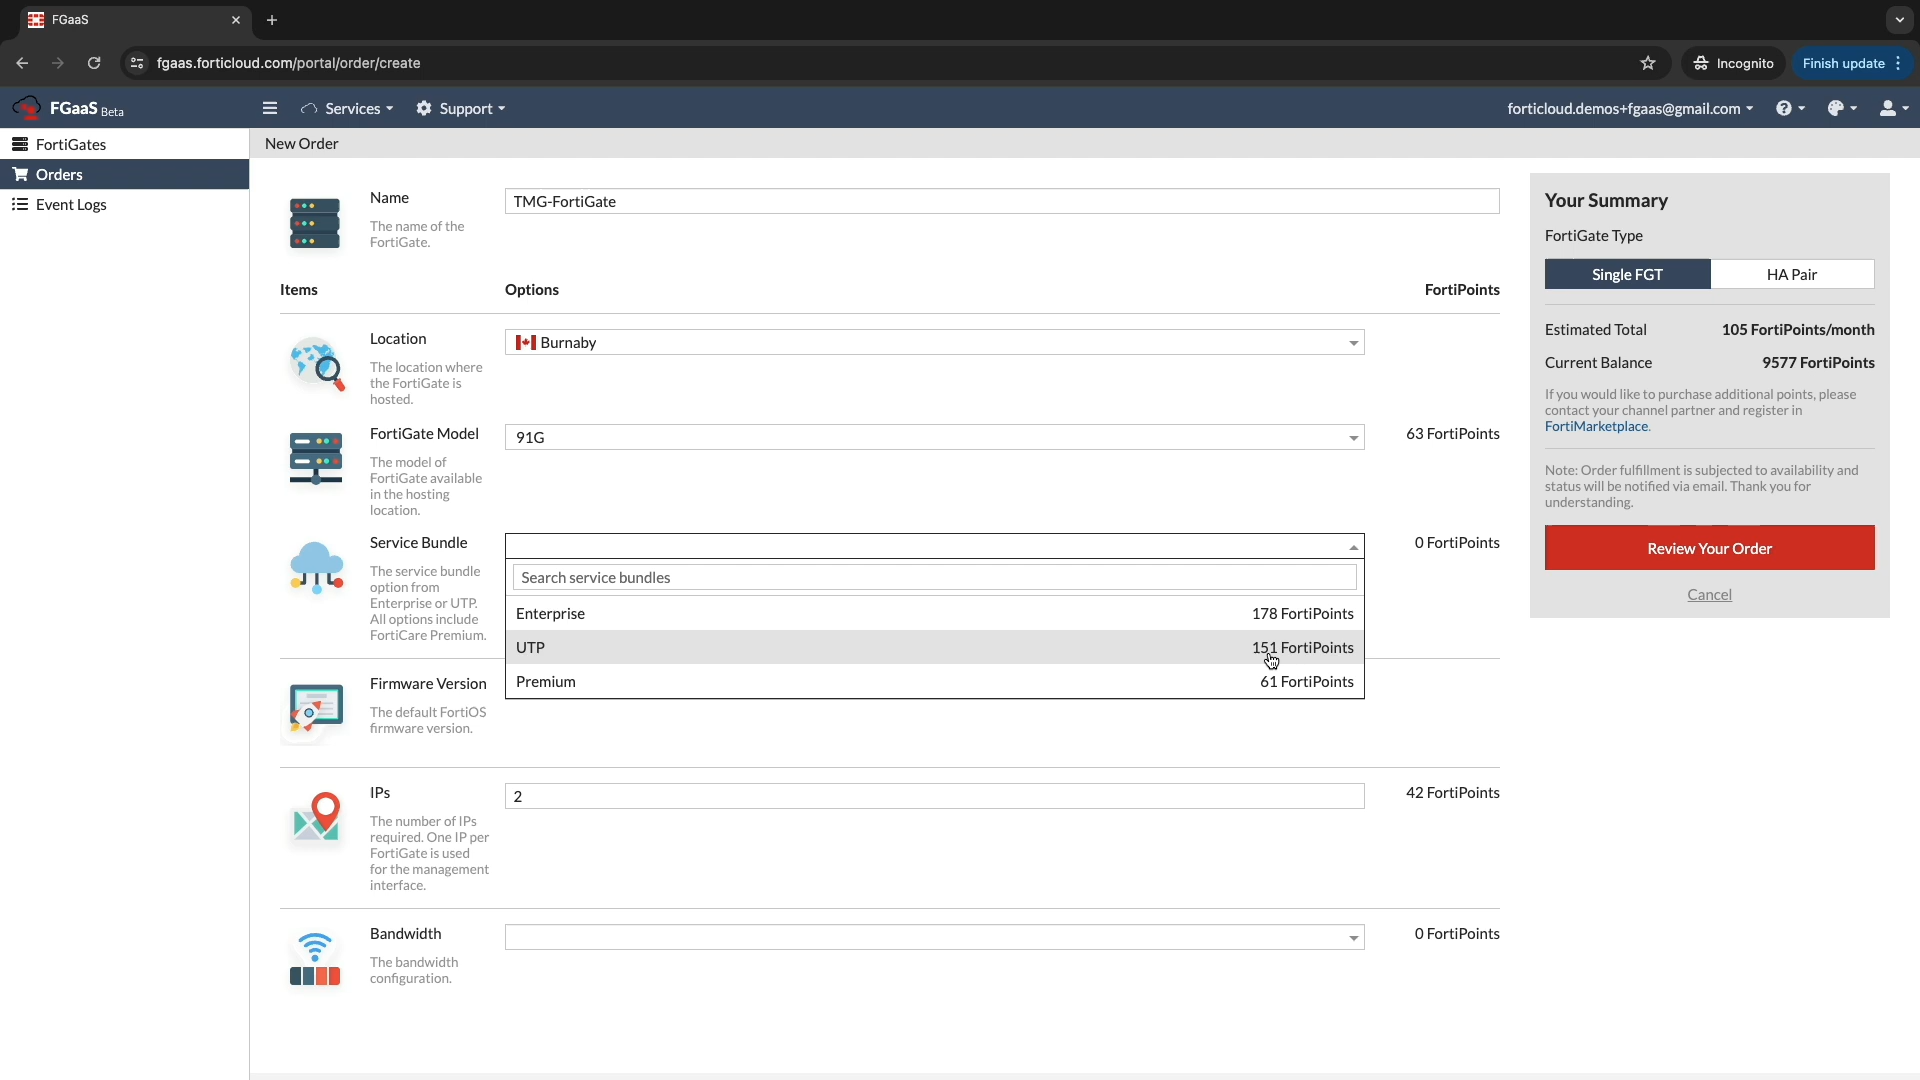 FGaaS
fgaas.forticloud.com/portal/order/create
Incognito
Finish update
FGaaS Beta
Services
Support
forticloud.demos+fgaas@gmail.com
FortiGates
Orders
Event Logs
New Order
Name
The name of the
FortiGate.
TMG-FortiGate
Items
Options
FortiPoints
Location
The location where
the FortiGate is
hosted.
Burnaby
FortiGate Model
The model of
FortiGate available
in the hosting
location.
91G
63 FortiPoints
Service Bundle
The service bundle
option from
Enterprise or UTP.
All options include
FortiCare Premium.
0 FortiPoints
Search service bundles
Enterprise 178 FortiPoints
UTP 151 FortiPoints
Premium 61 FortiPoints
Firmware Version
The default FortiOS
firmware version.
IPs
The number of IPs
required. One IP per
FortiGate is used
for the management
interface.
2
42 FortiPoints
Bandwidth
The bandwidth
configuration.
0 FortiPoints
Your Summary
FortiGate Type
Single FGT
HA Pair
Estimated Total 105 FortiPoints/month
Current Balance 9577 FortiPoints
If you would like to purchase additional points, please
contact your channel partner and register in
FortiMarketplace.
Note: Order fulfillment is subjected to availability and
status will be notified via email. Thank you for
understanding.
Review Your Order
Cancel